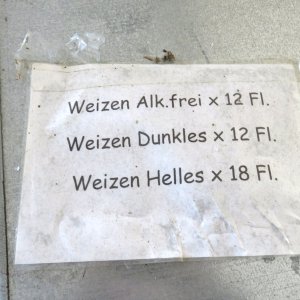 Weizen Alk.frei x 12 Fl.
Weizen Dunkles x 12 Fl.
Weizen Helles x 18 Fl.